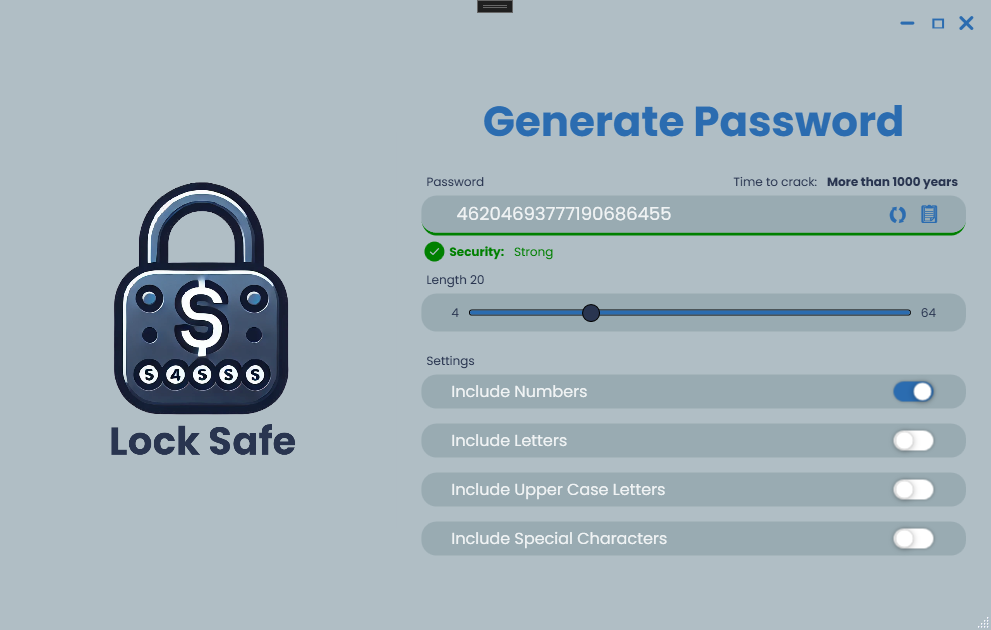 Generate Password
Password
Time to crack: More than 1000 years
46204693777190686455
Security: Strong
Length 20
4
64
Settings
Include Numbers
Include Letters
Include Upper Case Letters
Include Special Characters
$
S 4 S S S
Lock Safe